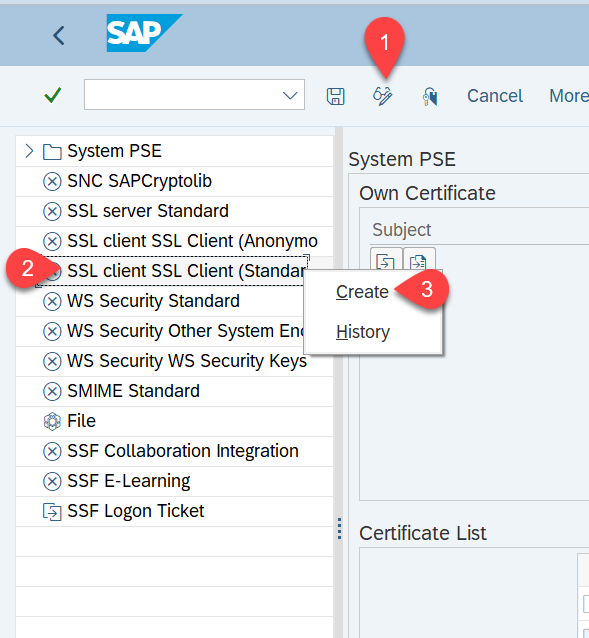 SAP
1
Cancel
More
System PSE
SNC SAPCryptolib
SSL server Standard
SSL client SSL Client (Anonymo
2
SSL client SSL Client (Standar
WS Security Standard
WS Security Other System Enc
WS Security WS Security Keys
SMIME Standard
File
SSF Collaboration Integration
SSF E-Learning
SSF Logon Ticket
System PSE
Own Certificate
Subject
Create
3
History
Certificate List